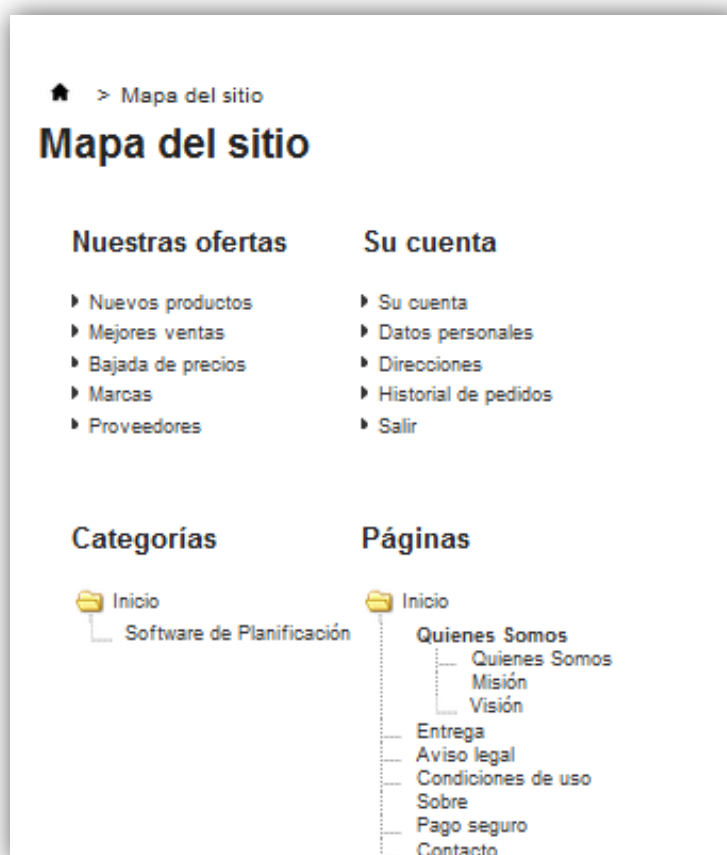 > Mapa del sitio
Mapa del sitio
Nuestras ofertas
Nuevos productos
Mejores ventas
Bajada de precios
Marcas
Proveedores
Su cuenta
Su cuenta
Datos personales
Direcciones
Historial de pedidos
Salir
Categorías
Inicio
Software de Planificación
Páginas
Inicio
Quienes Somos
Quienes Somos
Misión
Visión
Entrega
Aviso legal
Condiciones de uso
Sobre
Pago seguro
Contacto